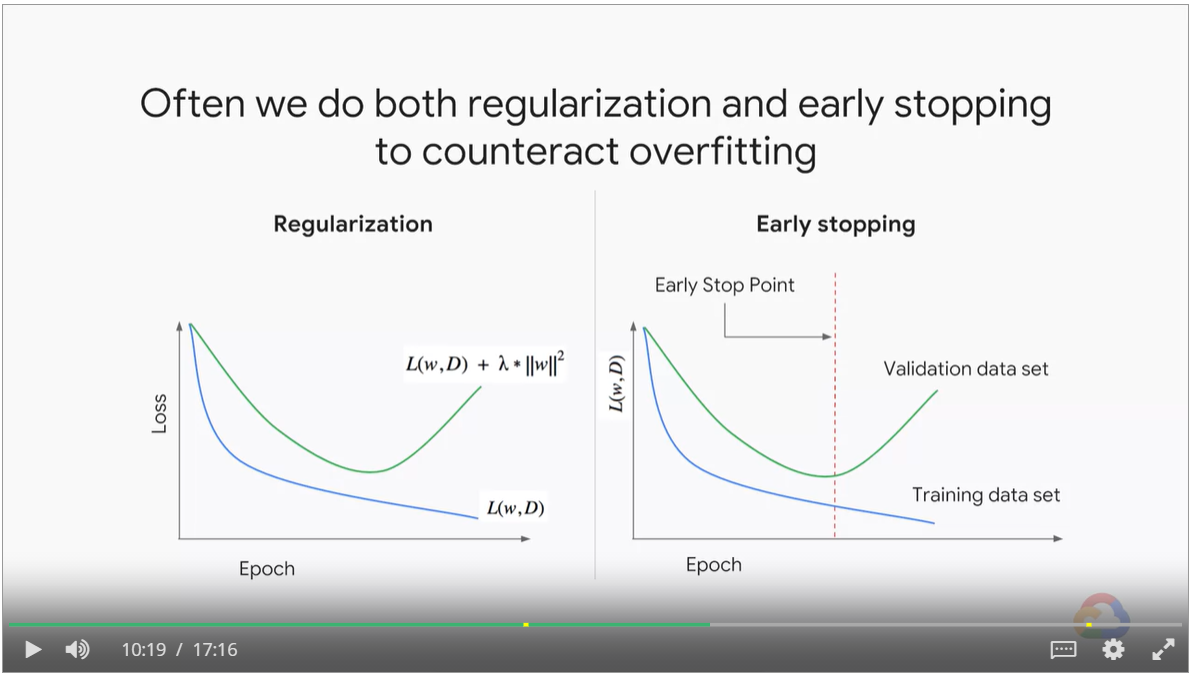 Often we do both regularization and early stopping
to counteract overfitting
Regularization
Early stopping
Early Stop Point
L(w,D) + λ * ||w||²
Loss
L(w,D)
Epoch
L(w,D)
Validation data set
Training data set
Epoch
10:19 / 17:16